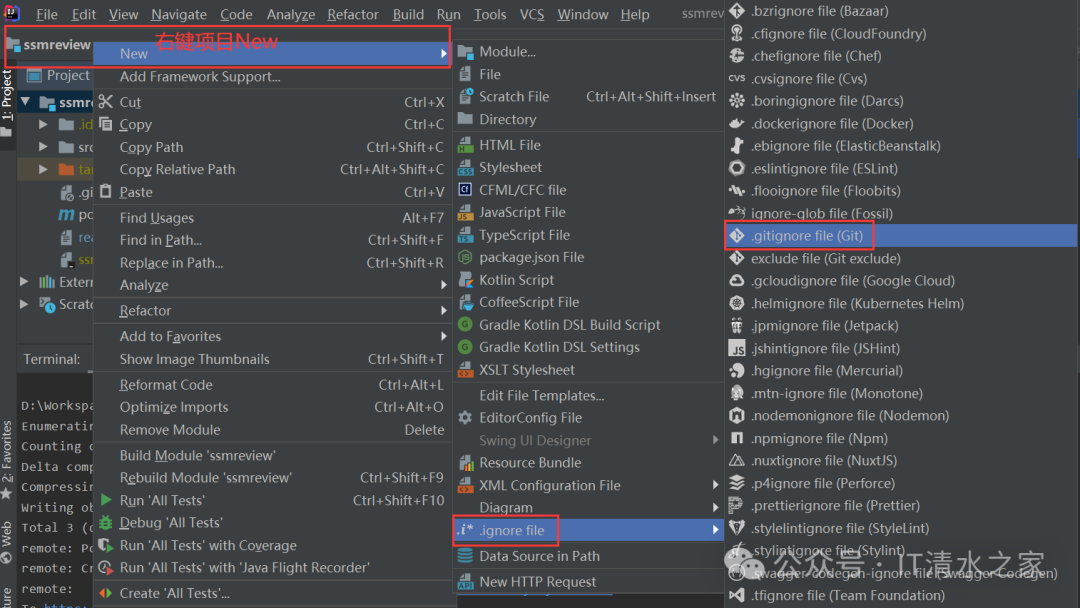 File Edit View Navigate Code Analyze Refactor Build Run Tools VCS Window Help ssmrev
ssmreview
右键项目New
1: Project
Project
ssmre
.id
src
tar
.gi
po
rea
ssm
Extern
Scratc
Terminal:
D:\Workspa
Enumeratin
Counting o
Delta comp
Compressin
Writing ob
Total 3 (d
remote: Po
remote: Cr
remote:
To https:
2: Favorites
Web
New
Add Framework Support...
Cut Ctrl+X
Copy Ctrl+C
Copy Path Ctrl+Shift+C
Copy Relative Path Ctrl+Alt+Shift+C
Paste Ctrl+V
Find Usages Alt+F7
Find in Path... Ctrl+Shift+F
Replace in Path... Ctrl+Shift+R
Analyze
Refactor
Add to Favorites
Show Image Thumbnails Ctrl+Shift+T
Reformat Code Ctrl+Alt+L
Optimize Imports Ctrl+Alt+O
Remove Module Delete
Build Module 'ssmreview'
Rebuild Module 'ssmreview' Ctrl+Shift+F9
Run 'All Tests' Ctrl+Shift+F10
Debug 'All Tests'
Run 'All Tests' with Coverage
Run 'All Tests' with 'Java Flight Recorder'
Create 'All Tests'...
Module...
File
Scratch File Ctrl+Alt+Shift+Insert
Directory
HTML File
Stylesheet
CFML/CFC file
JavaScript File
TypeScript File
package.json File
Kotlin Script
CoffeeScript File
Gradle Kotlin DSL Build Script
Gradle Kotlin DSL Settings
XSLT Stylesheet
Edit File Templates...
EditorConfig File
Swing UI Designer
Resource Bundle
XML Configuration File
Diagram
.i* .ignore file
Data Source in Path
New HTTP Request
.bzrignore file (Bazaar)
.cfignore file (CloudFoundry)
.chefignore file (Chef)
.cvsignore file (Cvs)
.boringignore file (Darcs)
.dockerignore file (Docker)
.ebignore file (ElasticBeanstalk)
.eslintignore file (ESLint)
.flooignore file (Floobits)
ignore-glob file (Fossil)
.gitignore file (Git)
exclude file (Git exclude)
.gcloudignore file (Google Cloud)
.helmignore file (Kubernetes Helm)
.jpmignore file (Jetpack)
.jshintignore file (JSHint)
.hgignore file (Mercurial)
.mtn-ignore file (Monotone)
.nodemonignore file (Nodemon)
.npmignore file (Npm)
.nuxtignore file (NuxtJS)
.p4ignore file (Perforce)
.prettierignore file (Prettier)
.stylelintignore file (StyleLint)
.stylintignore file (Stylint)
.swagger-codegen-ignore file (Swagger Codegen)
.tfignore file (Team Foundation)
公众号 · IT清水之家